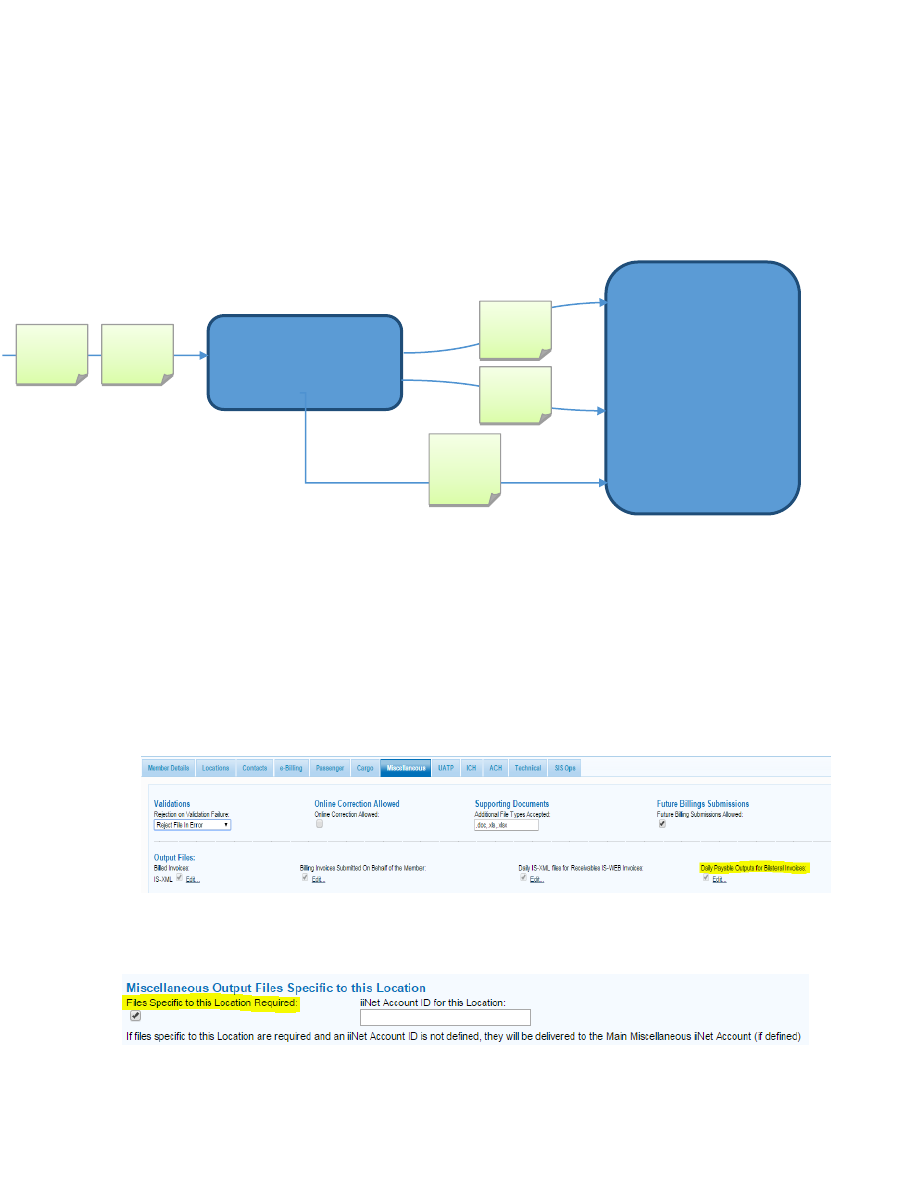 Member Details Locations Contacts e-Billing Passenger Cargo Miscellaneous UATP ICH ACH Technical SIS Ops
Validations Online Correction Allowed Supporting Documents Future Billings Submissions
Rejection on Validation Failure: Online Correction Allowed: Additional File Types Accepted: Future Billing Submissions Allowed:
Reject File In Error .doc,.xls,.xlsx
Output Files:
Billed Invoices: Billing Invoices Submitted On Behalf of the Member: Daily IS-XML files for Receivables IS-WEB Invoices: Daily Payable Outputs for Bilateral Invoices:
IS-XML Edit... Edit... Edit... Edit...
Miscellaneous Output Files Specific to this Location
Files Specific to this Location Required: iiNet Account ID for this Location:
If files specific to this Location are required and an iiNet Account ID is not defined, they will be delivered to the Main Miscellaneous iiNet Account (if defined)